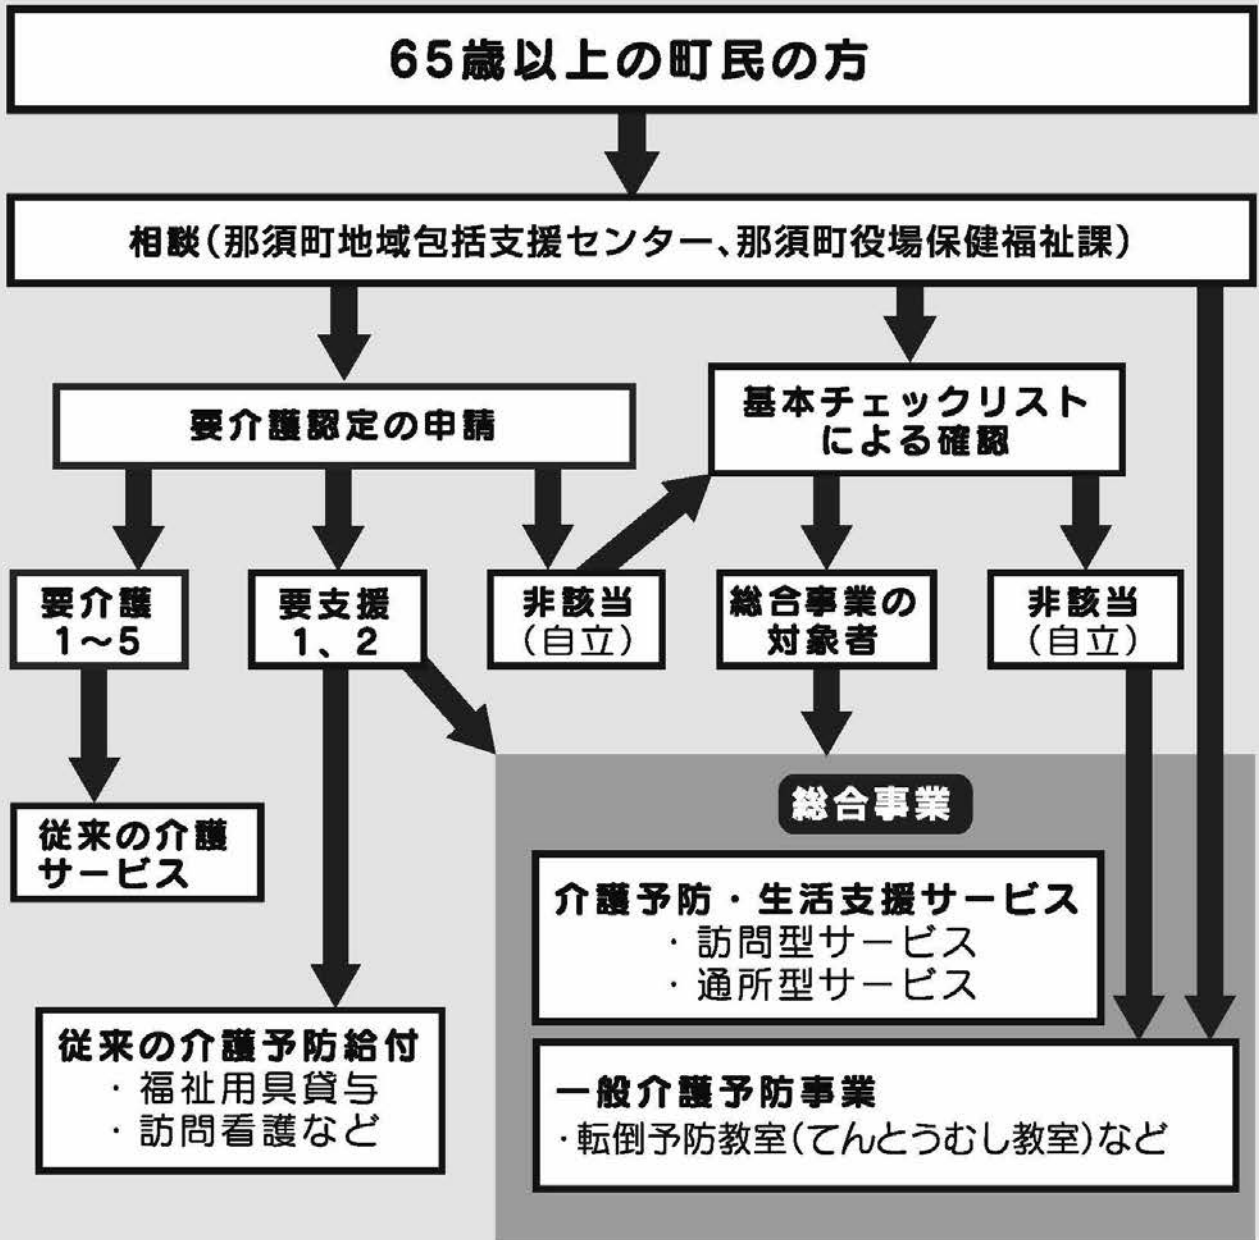 65歳以上の町民の方
相談(那須町地域包括支援センター、那須町役場保健福祉課)
要介護認定の申請
基本チェックリスト
による確認
要介護
1～5
要支援
1、2
非該当
(自立)
総合事業の
対象者
非該当
(自立)
従来の介護
サービス
総合事業
介護予防・生活支援サービス
・訪問型サービス
・通所型サービス
従来の介護予防給付
・福祉用具貸与
・訪問看護など
一般介護予防事業
・転倒予防教室(てんとうむし教室)など